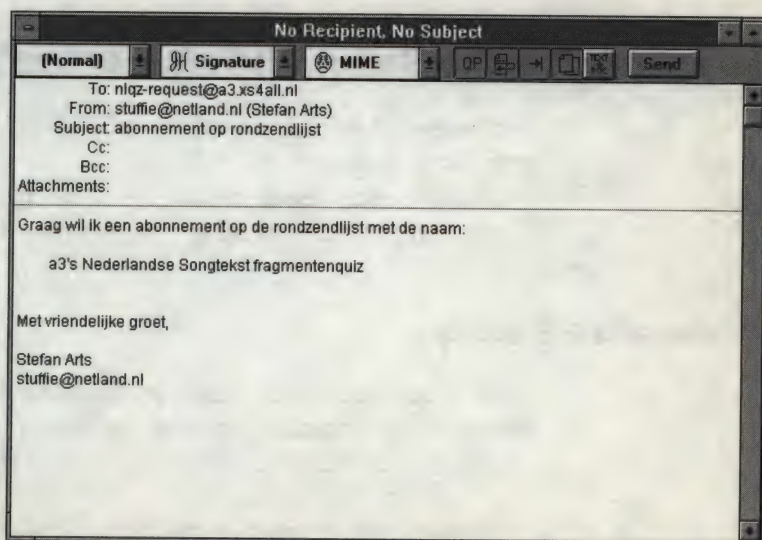 No Recipient, No Subject
(Normal) Signature MIME QP TEXT Send
To: nlqz-request@a3.xs4all.nl
From: stuffie@netland.nl (Stefan Arts)
Subject: abonnement op rondzendlijst
Cc:
Bcc:
Attachments:
Graag wil ik een abonnement op de rondzendlijst met de naam:
a3's Nederlandse Songtekst fragmentenquiz
Met vriendelijke groet,
Stefan Arts
stuffie@netland.nl